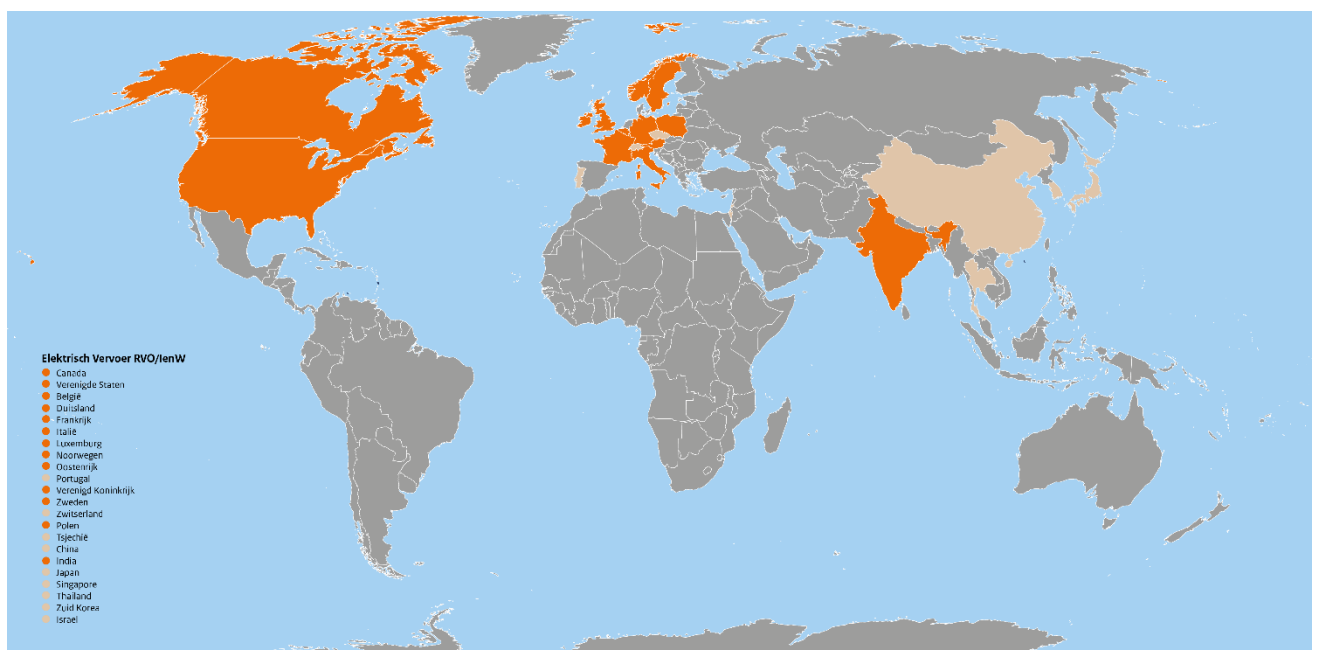 Elektrisch Vervoer RVO/IenW
Canada
Verenigde Staten
België
Duitsland
Frankrijk
Italië
Luxemburg
Noorwegen
Oostenrijk
Portugal
Verenigd Koninkrijk
Zweden
Zwitserland
Polen
Tsjechië
China
India
Japan
Singapore
Thailand
Zuid Korea
Israel